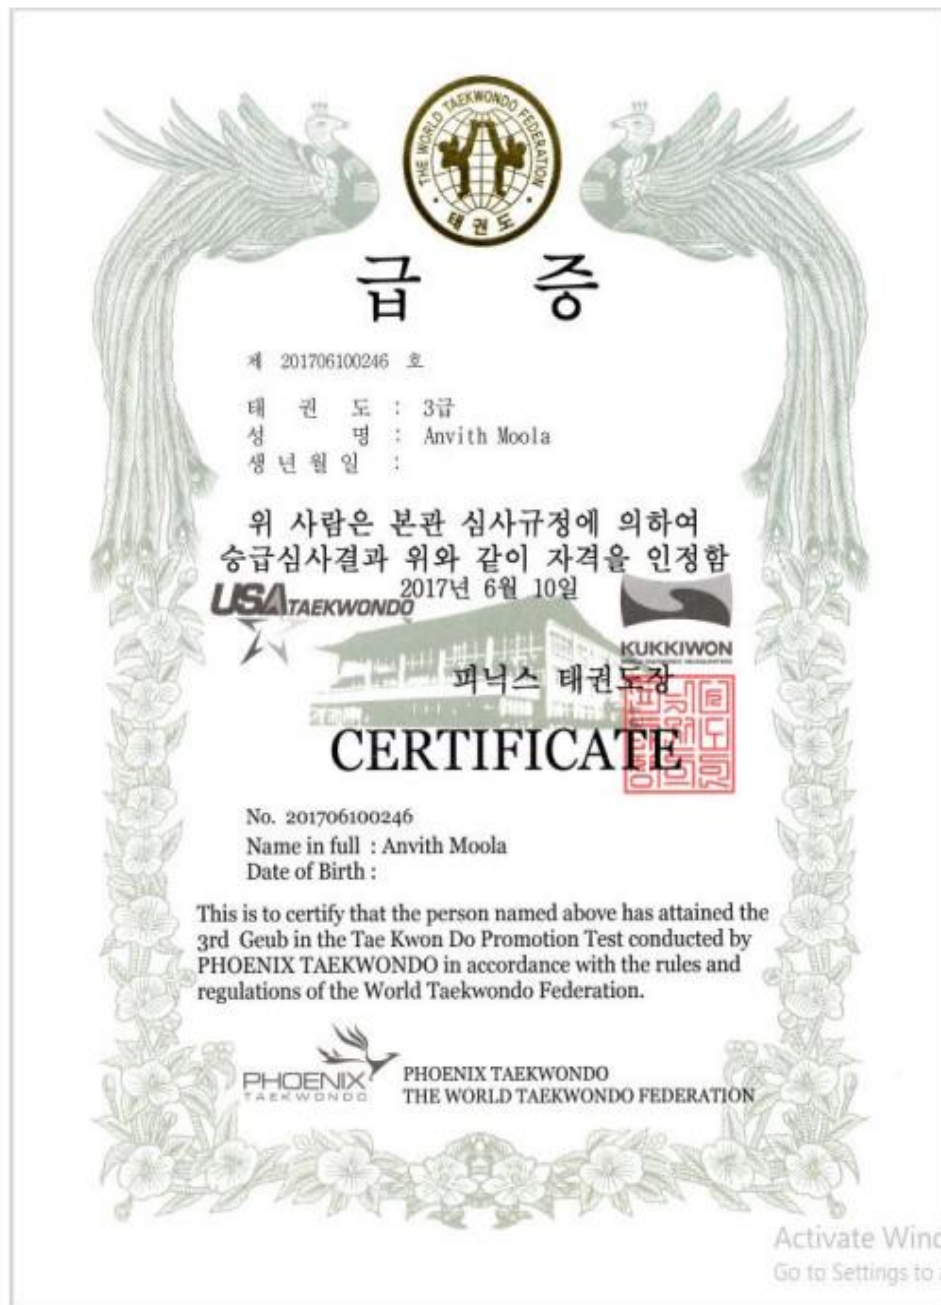 THE WORLD TAEKWONDO FEDERATION
태권도
급 증
제 201706100246 호
태 권 도 : 3급
성 명 : Anvith Moola
생년월일 :
위 사람은 본관 심사규정에 의하여
승급심사결과 위와 같이 자격을 인정함
2017년 6월 10일
USA TAEKWONDO
KUKKIWON
피닉스 태권도장
CERTIFICATE
No. 201706100246
Name in full : Anvith Moola
Date of Birth :
This is to certify that the person named above has attained the
3rd Geub in the Tae Kwon Do Promotion Test conducted by
PHOENIX TAEKWONDO in accordance with the rules and
regulations of the World Taekwondo Federation.
PHOENIX
TAEKWONDO
PHOENIX TAEKWONDO
THE WORLD TAEKWONDO FEDERATION
Activate Wind
Go to Settings to